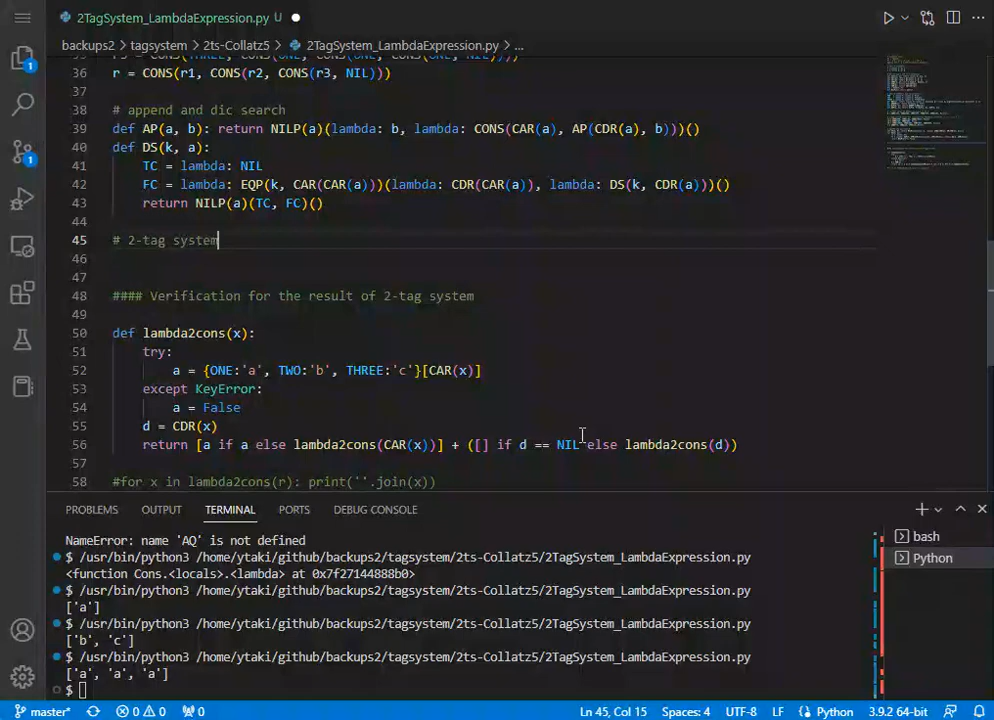 2TagSystem_LambdaExpression.py U
backups2 > tagsystem > 2ts-Collatz5 > 2TagSystem_LambdaExpression.py > ...
36 r = CONS(r1, CONS(r2, CONS(r3, NIL)))
37
38 # append and dic search
39 def AP(a, b): return NILP(a)(lambda: b, lambda: CONS(CAR(a), AP(CDR(a), b)))()
40 def DS(k, a):
41     TC = lambda: NIL
42     FC = lambda: EQP(k, CAR(CAR(a)))(lambda: CDR(CAR(a)), lambda: DS(k, CDR(a)))()
43     return NILP(a)(TC, FC)()
44
45 # 2-tag system
46
47
48 #### Verification for the result of 2-tag system
49
50 def lambda2cons(x):
51     try:
52         a = {ONE:'a', TWO:'b', THREE:'c'}[CAR(x)]
53     except KeyError:
54         a = False
55     d = CDR(x)
56     return [a if a else lambda2cons(CAR(x))] + ([] if d == NIL else lambda2cons(d))
57
58 #for x in lambda2cons(r): print(''.join(x))
PROBLEMS OUTPUT TERMINAL PORTS DEBUG CONSOLE
NameError: name 'AQ' is not defined
$ /usr/bin/python3 /home/ytaki/github/backups2/tagsystem/2ts-Collatz5/2TagSystem_LambdaExpression.py
<function Cons.<locals>.<lambda> at 0x7f27144888b0>
$ /usr/bin/python3 /home/ytaki/github/backups2/tagsystem/2ts-Collatz5/2TagSystem_LambdaExpression.py
['a']
$ /usr/bin/python3 /home/ytaki/github/backups2/tagsystem/2ts-Collatz5/2TagSystem_LambdaExpression.py
['b', 'c']
$ /usr/bin/python3 /home/ytaki/github/backups2/tagsystem/2ts-Collatz5/2TagSystem_LambdaExpression.py
['a', 'a', 'a']
$
bash
Python
1
1
master* 0 0 0 Ln 45, Col 15 Spaces: 4 UTF-8 LF Python 3.9.2 64-bit